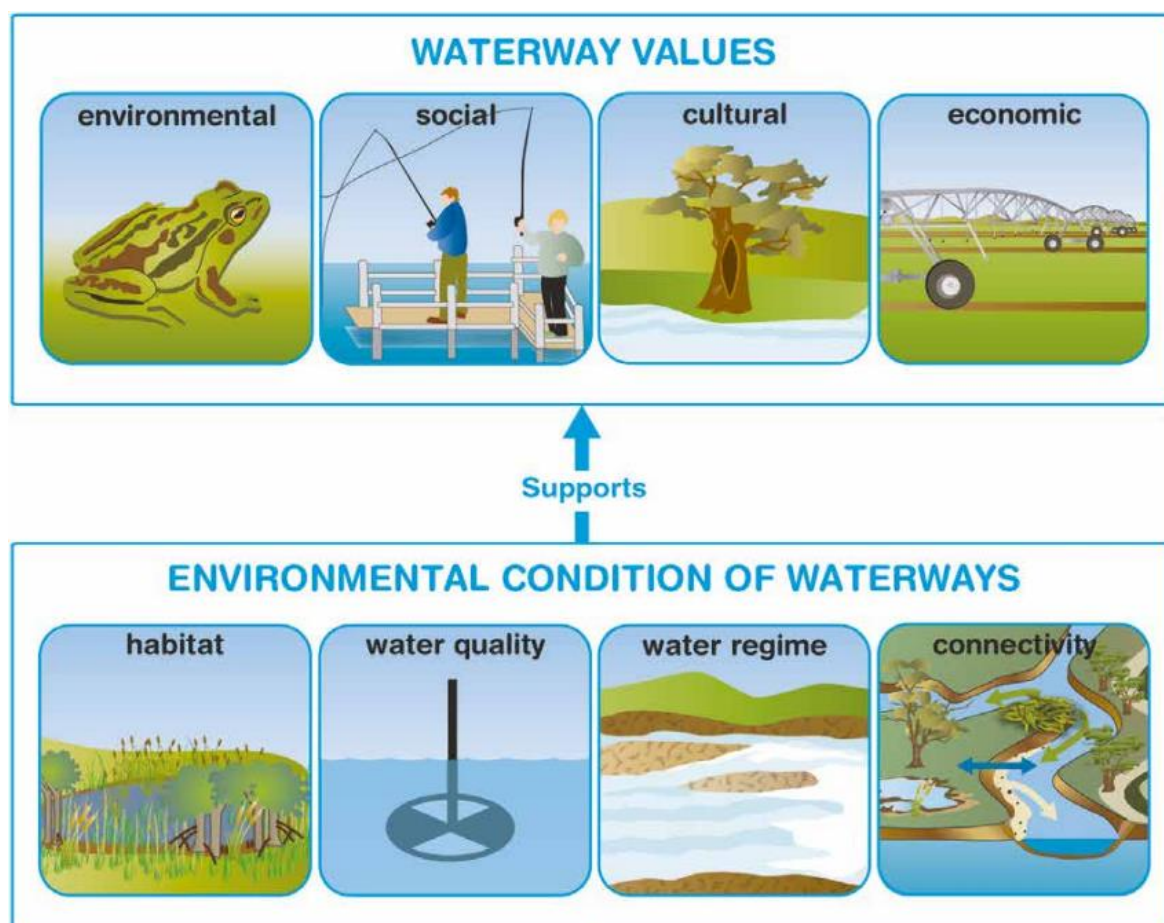 WATERWAY VALUES
environmental
social
cultural
economic
Supports
ENVIRONMENTAL CONDITION OF WATERWAYS
habitat
water quality
water regime
connectivity